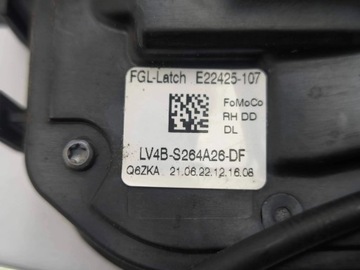 FGL-Latch E22425-107
FoMoCo
RH DD
DL
LV4B-S264A26-DF
Q6ZKA 21.06.22.12.16.08